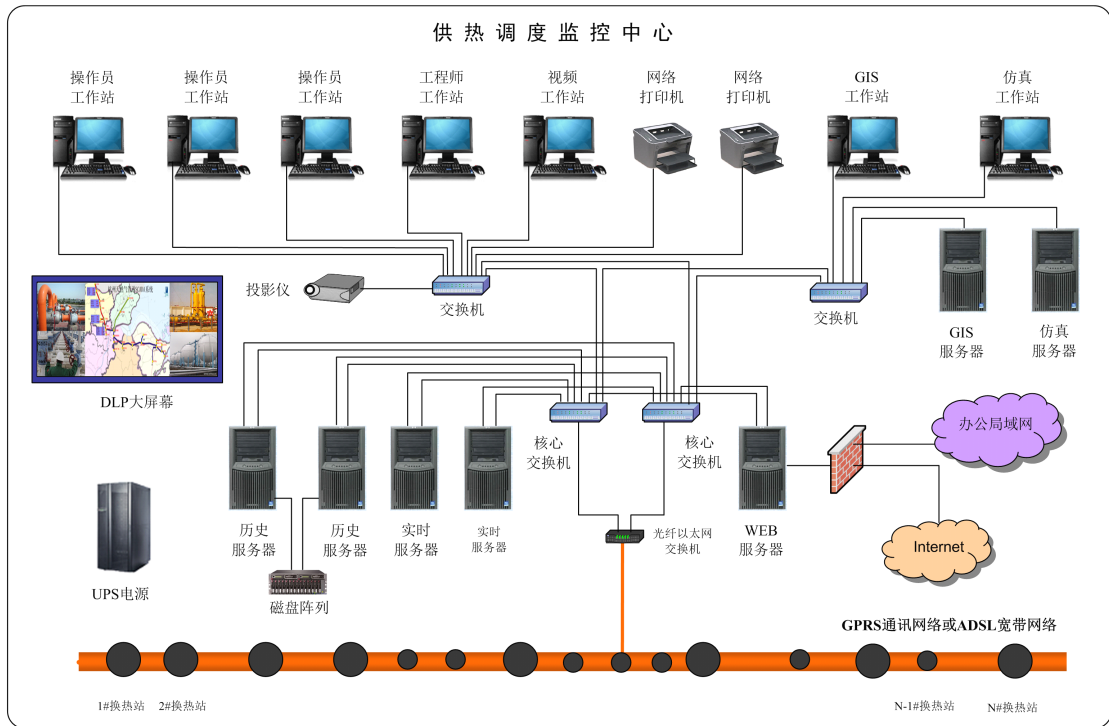 供热调度监控中心
操作员
工作站
操作员
工作站
操作员
工作站
工程师
工作站
视频
工作站
网络
打印机
网络
打印机
GIS
工作站
仿真
工作站
投影仪
交换机
交换机
GIS
服务器
仿真
服务器
DLP大屏幕
核心
交换机
核心
交换机
办公局域网
历史
服务器
历史
服务器
实时
服务器
实时
服务器
光纤以太网
交换机
WEB
服务器
Internet
UPS电源
磁盘阵列
GPRS通讯网络或ADSL宽带网络
1#换热站
2#换热站
N-1#换热站
N#换热站